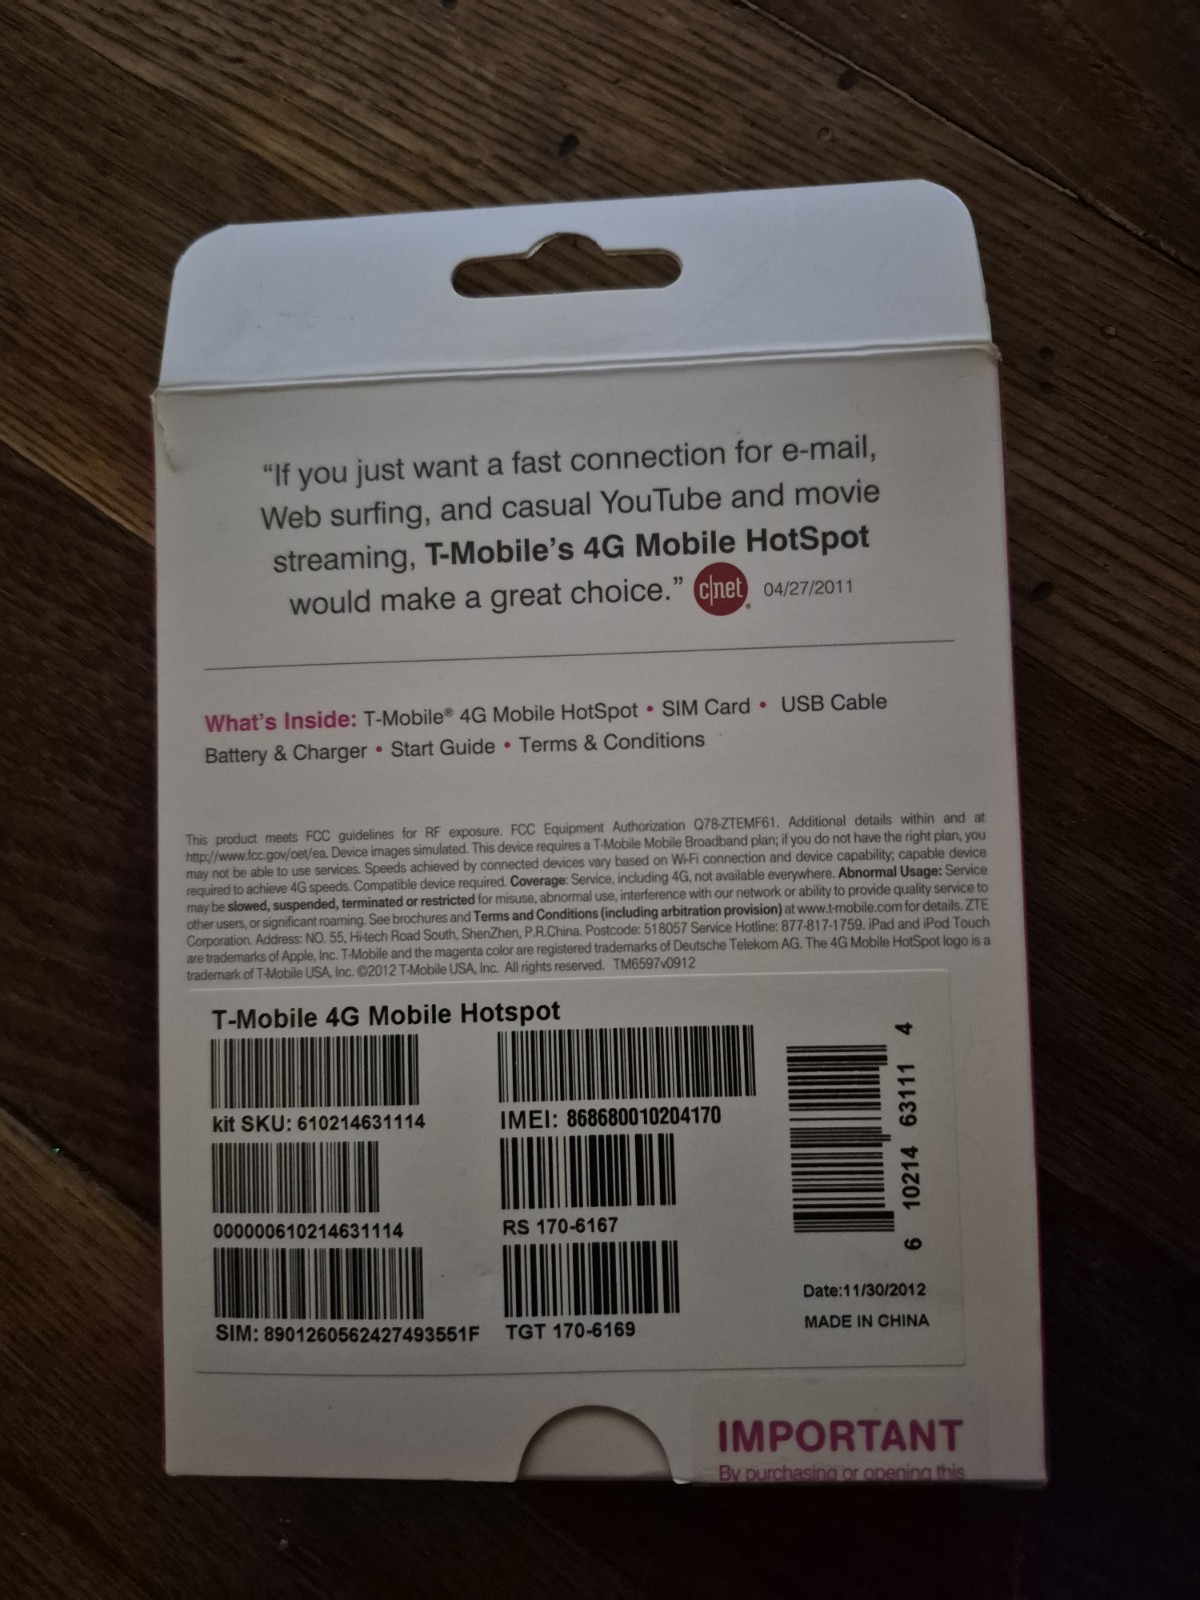 “If you just want a fast connection for e-mail,
Web surfing, and casual YouTube and movie
streaming, T-Mobile’s 4G Mobile HotSpot
would make a great choice.” c|net 04/27/2011
What’s Inside: T-Mobile® 4G Mobile HotSpot • SIM Card • USB Cable
Battery & Charger • Start Guide • Terms & Conditions
This product meets FCC guidelines for RF exposure. FCC Equipment Authorization Q78-ZTEMF61. Additional details within and at
http://www.fcc.gov/oet/ea. Device images simulated. This device requires a T-Mobile Mobile Broadband plan; if you do not have the right plan, you
may not be able to use services. Speeds achieved by connected devices vary based on Wi-Fi connection and device capability; capable device
required to achieve 4G speeds. Compatible device required. Coverage: Service, including 4G, not available everywhere. Abnormal Usage: Service
may be slowed, suspended, terminated or restricted for misuse, abnormal use, interference with our network or ability to provide quality service to
other users, or significant roaming. See brochures and Terms and Conditions (including arbitration provision) at www.t-mobile.com for details. ZTE
Corporation. Address: NO. 55, Hi-tech Road South, ShenZhen, P.R.China. Postcode: 518057 Service Hotline: 877-817-1759. iPad and iPod Touch
are trademarks of Apple, Inc. T-Mobile and the magenta color are registered trademarks of Deutsche Telekom AG. The 4G Mobile HotSpot logo is a
trademark of T-Mobile USA, Inc. ©2012 T-Mobile USA, Inc. All rights reserved. TM6597v0912
T-Mobile 4G Mobile Hotspot
kit SKU: 610214631114
000000610214631114
SIM: 8901260562427493551F
IMEI: 868680010204170
RS 170-6167
TGT 170-6169
6 10214 63111 4
Date:11/30/2012
MADE IN CHINA
IMPORTANT
By purchasing or opening this